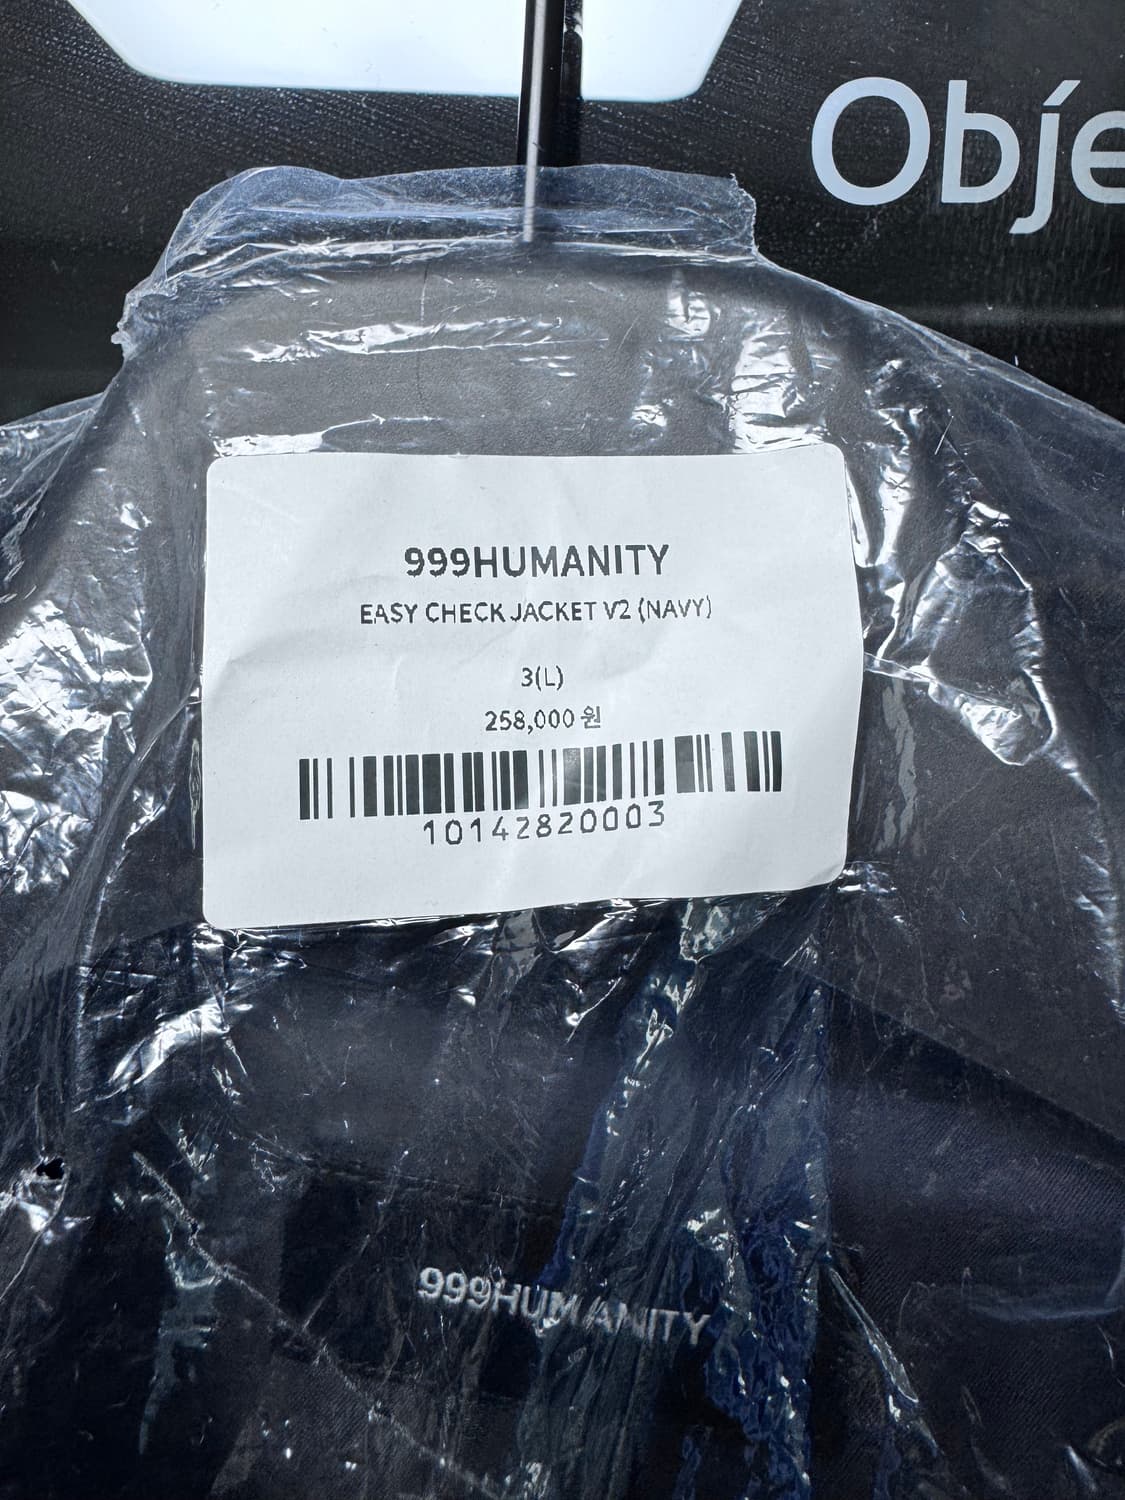 Obje
999HUMANITY
EASY CHECK JACKET V2 (NAVY)
3(L)
258,000 원
10142820003
999HUMANITY